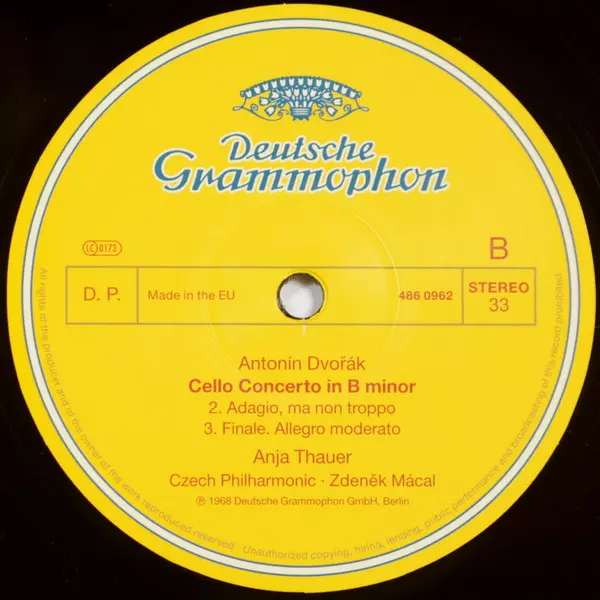 Deutsche
Grammophon
LC 0173
B
D. P.
Made in the EU
486 0962
STEREO
33
Antonín Dvořák
Cello Concerto in B minor
2. Adagio, ma non troppo
3. Finale. Allegro moderato
Anja Thauer
Czech Philharmonic · Zdeněk Mácal
℗ 1968 Deutsche Grammophon GmbH, Berlin
All rights of the producer and of the owner of the work reproduced reserved · Unauthorized copying, hiring, lending, public performance and broadcasting of this record prohibited